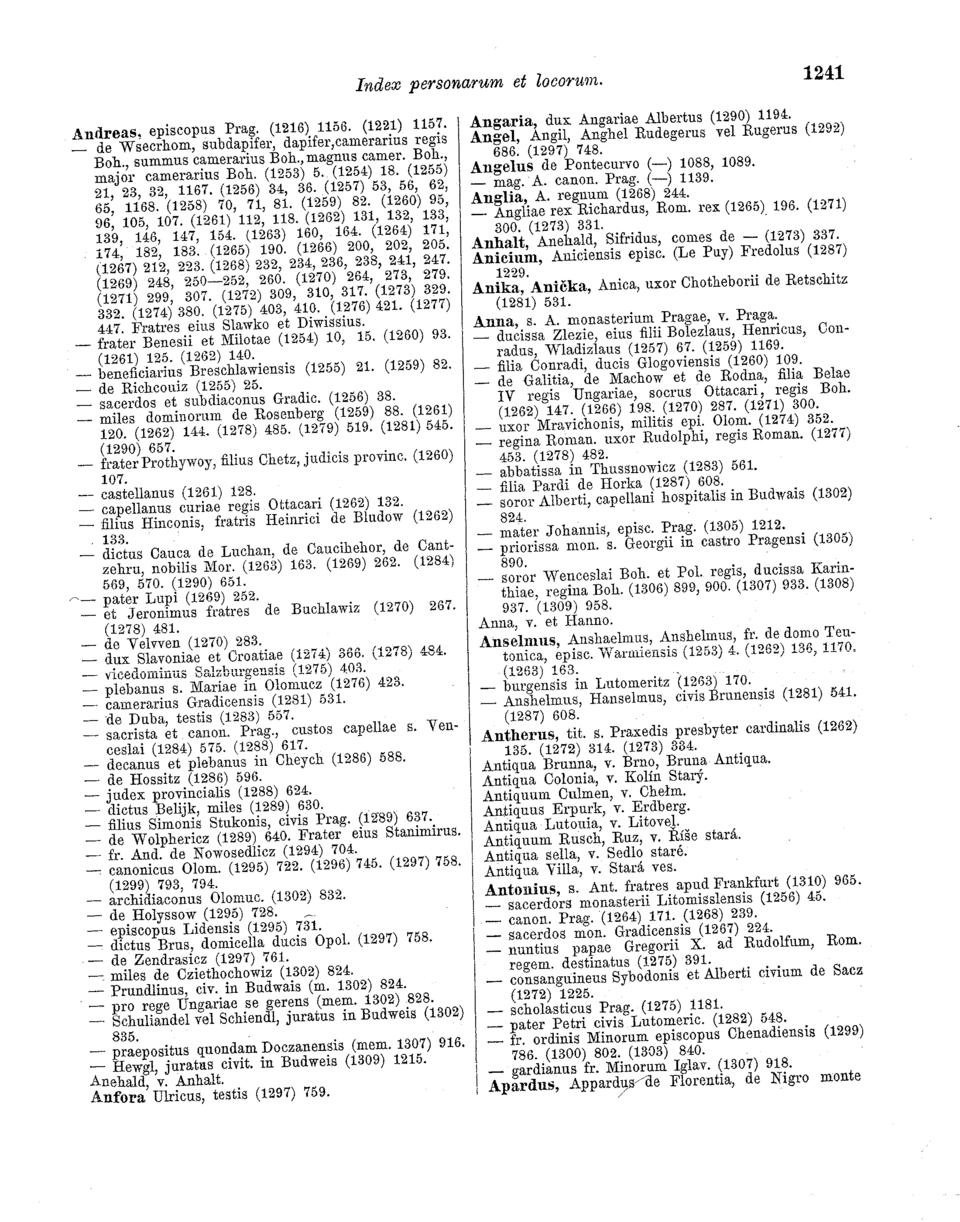 Index personarum et locorum.
1241
Andreas, episcopus Prag. (1216) 1156. (1221) 1157.
— de Wsecrhom, subdapifer, dapifer, camerarius regis
Boh., summus camerarius Boh., magnus camer. Boh.,
major camerarius Boh. (1253) 5. (1254) 18. (1255)
21, 23, 32, 1167. (1256) 34, 36. (1257) 53, 56, 62,
65, 1168. (1258) 70, 71, 81. (1259) 82. (1260) 95,
96, 105, 107. (1261) 112, 118. (1262) 131, 132, 133,
139, 146, 147, 154. (1263) 160, 164. (1264) 171,
174, 182, 183. (1265) 190. (1266) 200, 202, 205.
(1267) 212, 223. (1268) 232, 234, 236, 238, 241, 247.
(1269) 248, 250—252, 260. (1270) 264, 273, 279.
(1271) 299, 307. (1272) 309, 310, 317. (1273) 329.
332. (1274) 380. (1275) 403, 410. (1276) 421. (1277)
447. Fratres eius Slawko et Diwissius.
— frater Benesii et Milotae (1254) 10, 15. (1260) 93.
(1261) 125. (1262) 140.
— beneficiarius Breschlawiensis (1255) 21. (1259) 82.
— de Richcouiz (1255) 25.
— sacerdos et subdiaconus Gradic. (1256) 38.
— miles dominorum de Rosenberg (1259) 88. (1261)
120. (1262) 144. (1278) 485. (1279) 519. (1281) 545.
(1290) 657.
— frater Prothywoy, filius Chetz, judicis provinc. (1260)
107.
— castellanus (1261) 128.
— capellanus curiae regis Ottacari (1262) 132.
— filius Hinconis, fratris Heinrici de Bludow (1262)
133.
— dictus Cauca de Luchan, de Caucihehor, de Cant-
zehru, nobilis Mor. (1263) 163. (1269) 262. (1284)
569, 570. (1290) 651.
— pater Lupi (1269) 252.
— et Jeronimus fratres de Buchlawiz (1270) 267.
(1278) 481.
— de Velvven (1270) 283.
— dux Slavoniae et Croatiae (1274) 366. (1278) 484.
— vicedominus Salzburgensis (1275) 403.
— plebanus s. Mariae in Olomucz (1276) 423.
— camerarius Gradicensis (1281) 531.
— de Duba, testis (1283) 557.
— sacrista et canon. Prag., custos capellae s. Ven-
ceslai (1284) 575. (1288) 617.
— decanus et plebanus in Cheych (1286) 588.
— de Hossitz (1286) 596.
— judex provincialis (1288) 624.
— dictus Belijk, miles (1289) 630.
— filius Simonis Stukonis, civis Prag. (1289) 637.
— de Wolphericz (1289) 640. Frater eius Stanimirus.
— fr. And. de Nowosedlicz (1294) 704.
— canonicus Olom. (1295) 722. (1296) 745. (1297) 758.
(1299) 793, 794.
— archidiaconus Olomuc. (1302) 832.
— de Holyssow (1295) 728.
— episcopus Lidensis (1295) 731.
— dictus Brus, domicella ducis Opol. (1297) 758.
— de Zendrasicz (1297) 761.
— miles de Cziethochowiz (1302) 824.
— Prundlinus, civ. in Budwais (m. 1302) 824.
— pro rege Ungariae se gerens (mem. 1302) 828.
— Schuliandel vel Schiendl, juratus in Budweis (1302)
835.
— praepositus quondam Doczanensis (mem. 1307) 916.
— Hewgl, juratus civit. in Budweis (1309) 1215.
Anehald, v. Anhalt.
Anfora Ulricus, testis (1297) 759.
Angaria, dux Angariae Albertus (1290) 1194.
Angel, Angil, Anghel Rudegerus vel Rugerus (1292)
686. (1297) 748.
Angelus de Pontecurvo (—) 1088, 1089.
— mag. A. canon. Prag. (—) 1139.
Anglia, A. regnum (1268) 244.
— Angliae rex Richardus, Rom. rex (1265) 196. (1271)
300. (1273) 331.
Anhalt, Anehald, Sifridus, comes de — (1273) 337.
Anicium, Aniciensis episc. (Le Puy) Fredolus (1287)
1229.
Anika, Anička, Anica, uxor Chotheborii de Retschitz
(1281) 531.
Anna, s. A. monasterium Pragae, v. Praga.
— ducissa Zlezie, eius filii Bolezlaus, Henricus, Con-
radus, Wladizlaus (1257) 67. (1259) 1169.
— filia Conradi, ducis Glogoviensis (1260) 109.
— de Galitia, de Machow et de Rodna, filia Belae
IV regis Ungariae, socrus Ottacari, regis Boh.
(1262) 147. (1266) 198. (1270) 287. (1271) 300.
— uxor Mravichonis, militis epi. Olom. (1274) 352.
— regina Roman. uxor Rudolphi, regis Roman. (1277)
453. (1278) 482.
— abbatissa in Thussnowicz (1283) 561.
— filia Pardi de Horka (1287) 608.
— soror Alberti, capellani hospitalis in Budwais (1302)
824.
— mater Johannis, episc. Prag. (1305) 1212.
— priorissa mon. s. Georgii in castro Pragensi (1305)
890.
— soror Wenceslai Boh. et Pol. regis, ducissa Karin-
thiae, regina Boh. (1306) 899, 900. (1307) 933. (1308)
937. (1309) 958.
Anna, v. et Hanno.
Anselmus, Anshaelmus, Anshelmus, fr. de domo Teu-
tonica, episc. Warmiensis (1253) 4. (1262) 136, 1170.
(1263) 163.
— burgensis in Lutomeritz (1263) 170.
— Anshelmus, Hanselmus, civis Brunensis (1281) 541.
(1287) 608.
Antherus, tit. s. Praxedis presbyter cardinalis (1262)
135. (1272) 314. (1273) 334.
Antiqua Brunna, v. Brno, Bruna Antiqua.
Antiqua Colonia, v. Kolín Starý.
Antiquum Culmen, v. Chełm.
Antiquus Erpurk, v. Erdberg.
Antiqua Lutouia, v. Litovel.
Antiquum Rusch, Ruz, v. Říše stará.
Antiqua sella, v. Sedlo staré.
Antiqua Villa, v. Stará ves.
Antonius, s. Ant. fratres apud Frankfurt (1310) 965.
— sacerdors monasterii Litomisslensis (1256) 45.
— canon. Prag. (1264) 171. (1268) 239.
— sacerdos mon. Gradicensis (1267) 224.
— nuntius papae Gregorii X. ad Rudolfum, Rom.
regem. destinatus (1275) 391.
— consanguineus Sybodonis et Alberti civium de Sacz
(1272) 1225.
— scholasticus Prag. (1275) 1181.
— pater Petri civis Lutomeric. (1282) 548.
— fr. ordinis Minorum episcopus Chenadiensis (1299)
786. (1300) 802. (1303) 840.
— gardianus fr. Minorum Iglav. (1307) 918.
Apardus, Appardus de Florentia, de Nigro monte